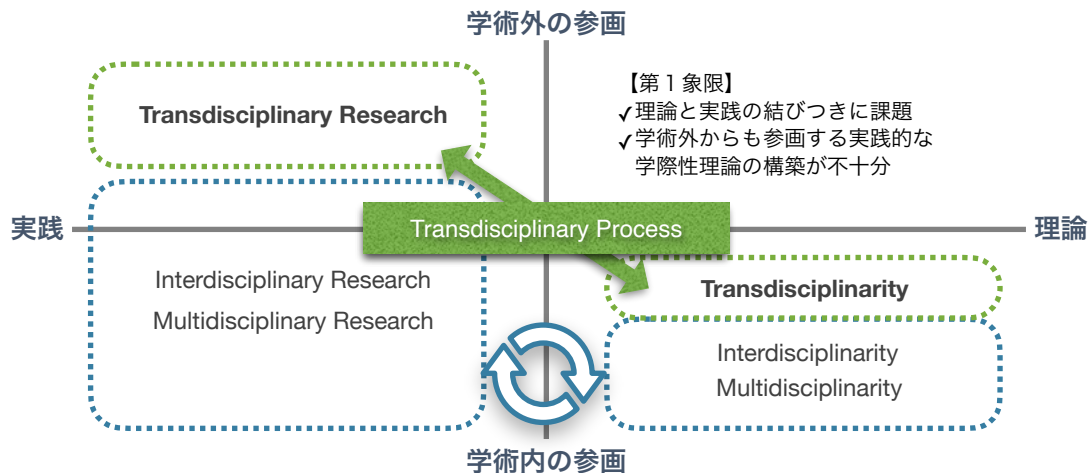 学術外の参画
【第1象限】
✓理論と実践の結びつきに課題
✓学術外からも参画する実践的な
学際性理論の構築が不十分
Transdisciplinary Research
実践
Transdisciplinary Process
理論
Interdisciplinary Research
Multidisciplinary Research
Transdisciplinarity
Interdisciplinarity
Multidisciplinarity
学術内の参画